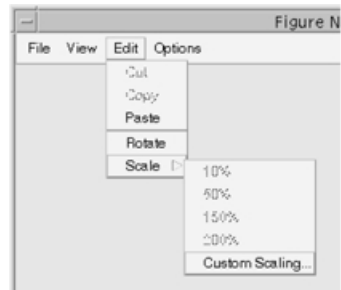 Figure N
File View Edit Options
Cut
Copy
Paste
Rotate
Scale
10%
50%
150%
200%
Custom Scaling...